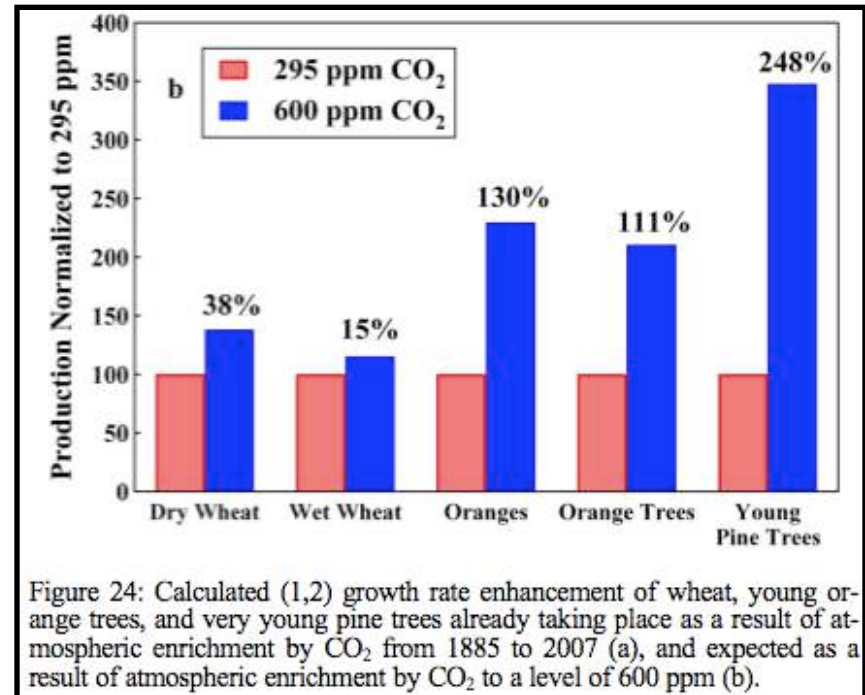 400
350
300
250
200
150
100
50
0
Production Normalized to 295 ppm
b
295 ppm CO₂
600 ppm CO₂
38%
15%
130%
111%
248%
Dry Wheat
Wet Wheat
Oranges
Orange Trees
Young
Pine Trees
Figure 24: Calculated (1,2) growth rate enhancement of wheat, young or-
ange trees, and very young pine trees already taking place as a result of at-
mospheric enrichment by CO₂ from 1885 to 2007 (a), and expected as a
result of atmospheric enrichment by CO₂ to a level of 600 ppm (b).